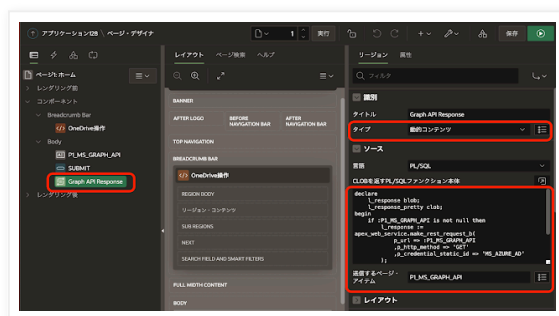 アプリケーション128 \ ページ・デザイナ
1
実行
保存
ページ1: ホーム
レンダリング前
コンポーネント
Breadcrumb Bar
OneDrive操作
Body
P1_MS_GRAPH_API
SUBMIT
Graph API Response
レンダリング後
レイアウト
ページ検索
ヘルプ
BANNER
AFTER LOGO
BEFORE
NAVIGATION BAR
AFTER
NAVIGATION BAR
TOP NAVIGATION
BREADCRUMB BAR
OneDrive操作
REGION BODY
リージョン・コンテンツ
SUB REGIONS
NEXT
SEARCH FIELD AND SMART FILTERS
FULL WIDTH CONTENT
BODY
リージョン
属性
フィルタ
識別
タイトル
Graph API Response
タイプ
動的コンテンツ
ソース
言語
PL/SQL
CLOBを返すPL/SQLファンクション本体
declare
l_response blob;
l_response_pretty clob;
begin
if :P1_MS_GRAPH_API is not null then
l_response :=
apex_web_service.make_rest_request_b(
p_url => :P1_MS_GRAPH_API
,p_http_method => 'GET'
,p_credential_static_id => 'MS_AZURE_AD'
);
送信するページ・
アイテム
P1_MS_GRAPH_API
レイアウト